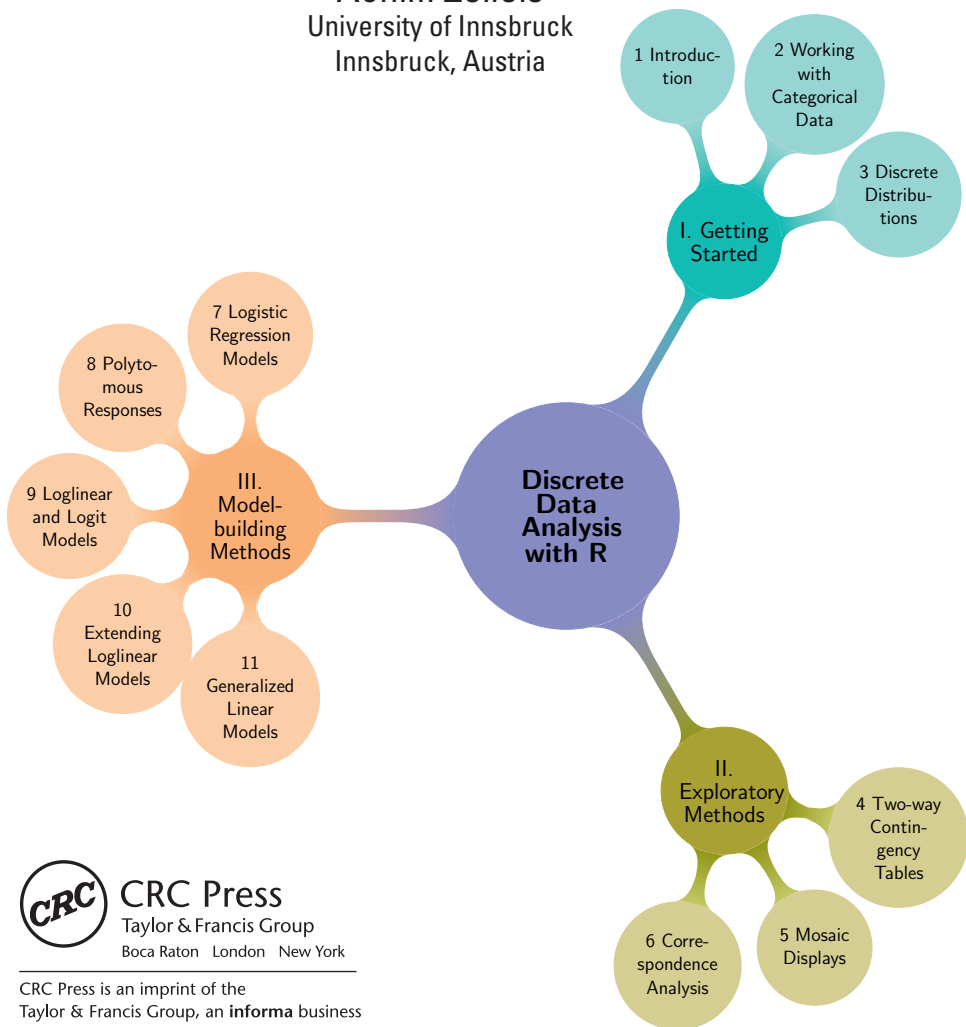 University of Innsbruck
Innsbruck, Austria
1 Introduc-
tion
2 Working
with
Categorical
Data
3 Discrete
Distribu-
tions
I. Getting
Started
7 Logistic
Regression
Models
8 Polyto-
mous
Responses
9 Loglinear
and Logit
Models
10
Extending
Loglinear
Models
11
Generalized
Linear
Models
III.
Model-
building
Methods
Discrete
Data
Analysis
with R
II.
Exploratory
Methods
4 Two-way
Contin-
gency
Tables
5 Mosaic
Displays
6 Corre-
spondence
Analysis
CRC
CRC Press
Taylor & Francis Group
Boca Raton London New York
CRC Press is an imprint of the
Taylor & Francis Group, an informa business